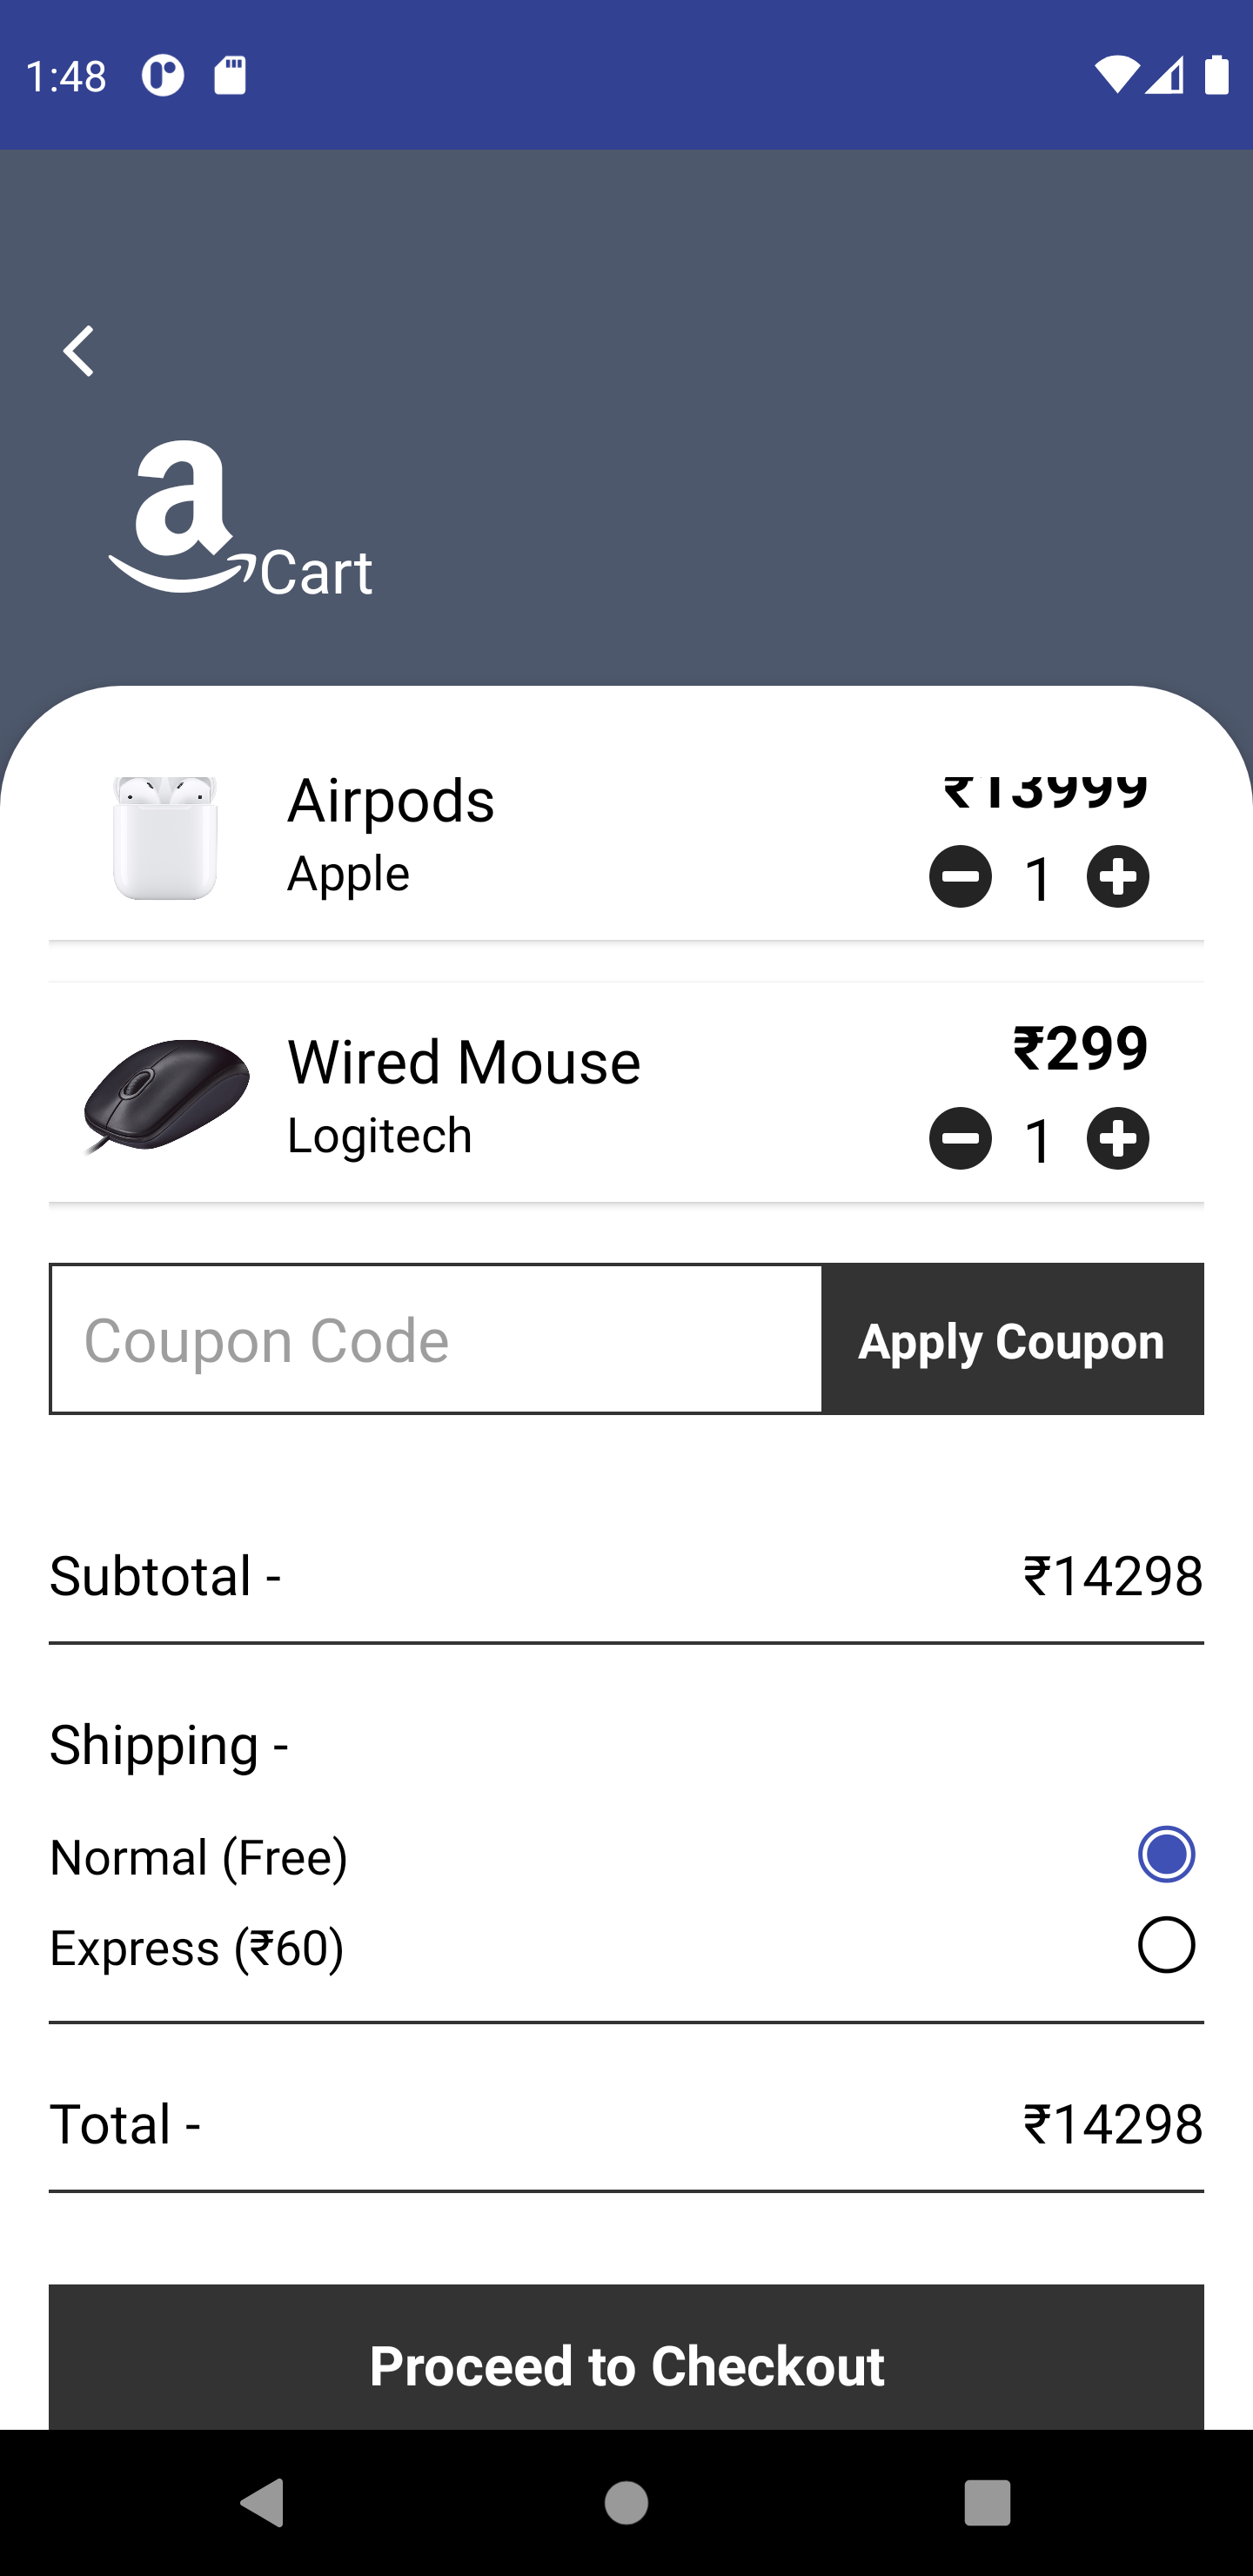 1:48
a
Cart
Airpods
₹13999
Apple
1
Wired Mouse
₹299
Logitech
1
Coupon Code
Apply Coupon
Subtotal -
₹14298
Shipping -
Normal (Free)
Express (₹60)
Total -
₹14298
Proceed to Checkout